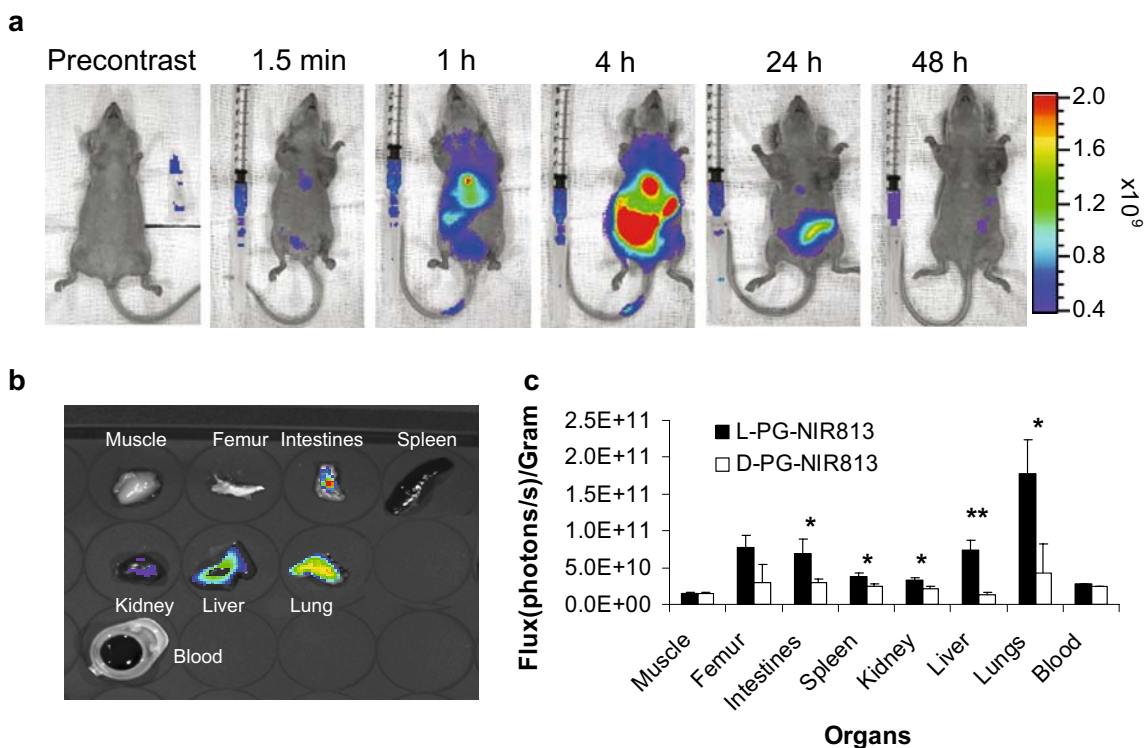 a
Precontrast 1.5 min 1 h 4 h 24 h 48 h
2.0
1.6
1.2
0.8
0.4
x10⁹
b
Muscle Femur Intestines Spleen
Kidney Liver Lung
Blood
c
Flux(photons/s)/Gram
2.5E+11
2.0E+11
1.5E+11
1.0E+11
5.0E+10
0.0E+00
L-PG-NIR813
D-PG-NIR813
* * * ** *
Muscle Femur Intestines Spleen Kidney Liver Lungs Blood
Organs